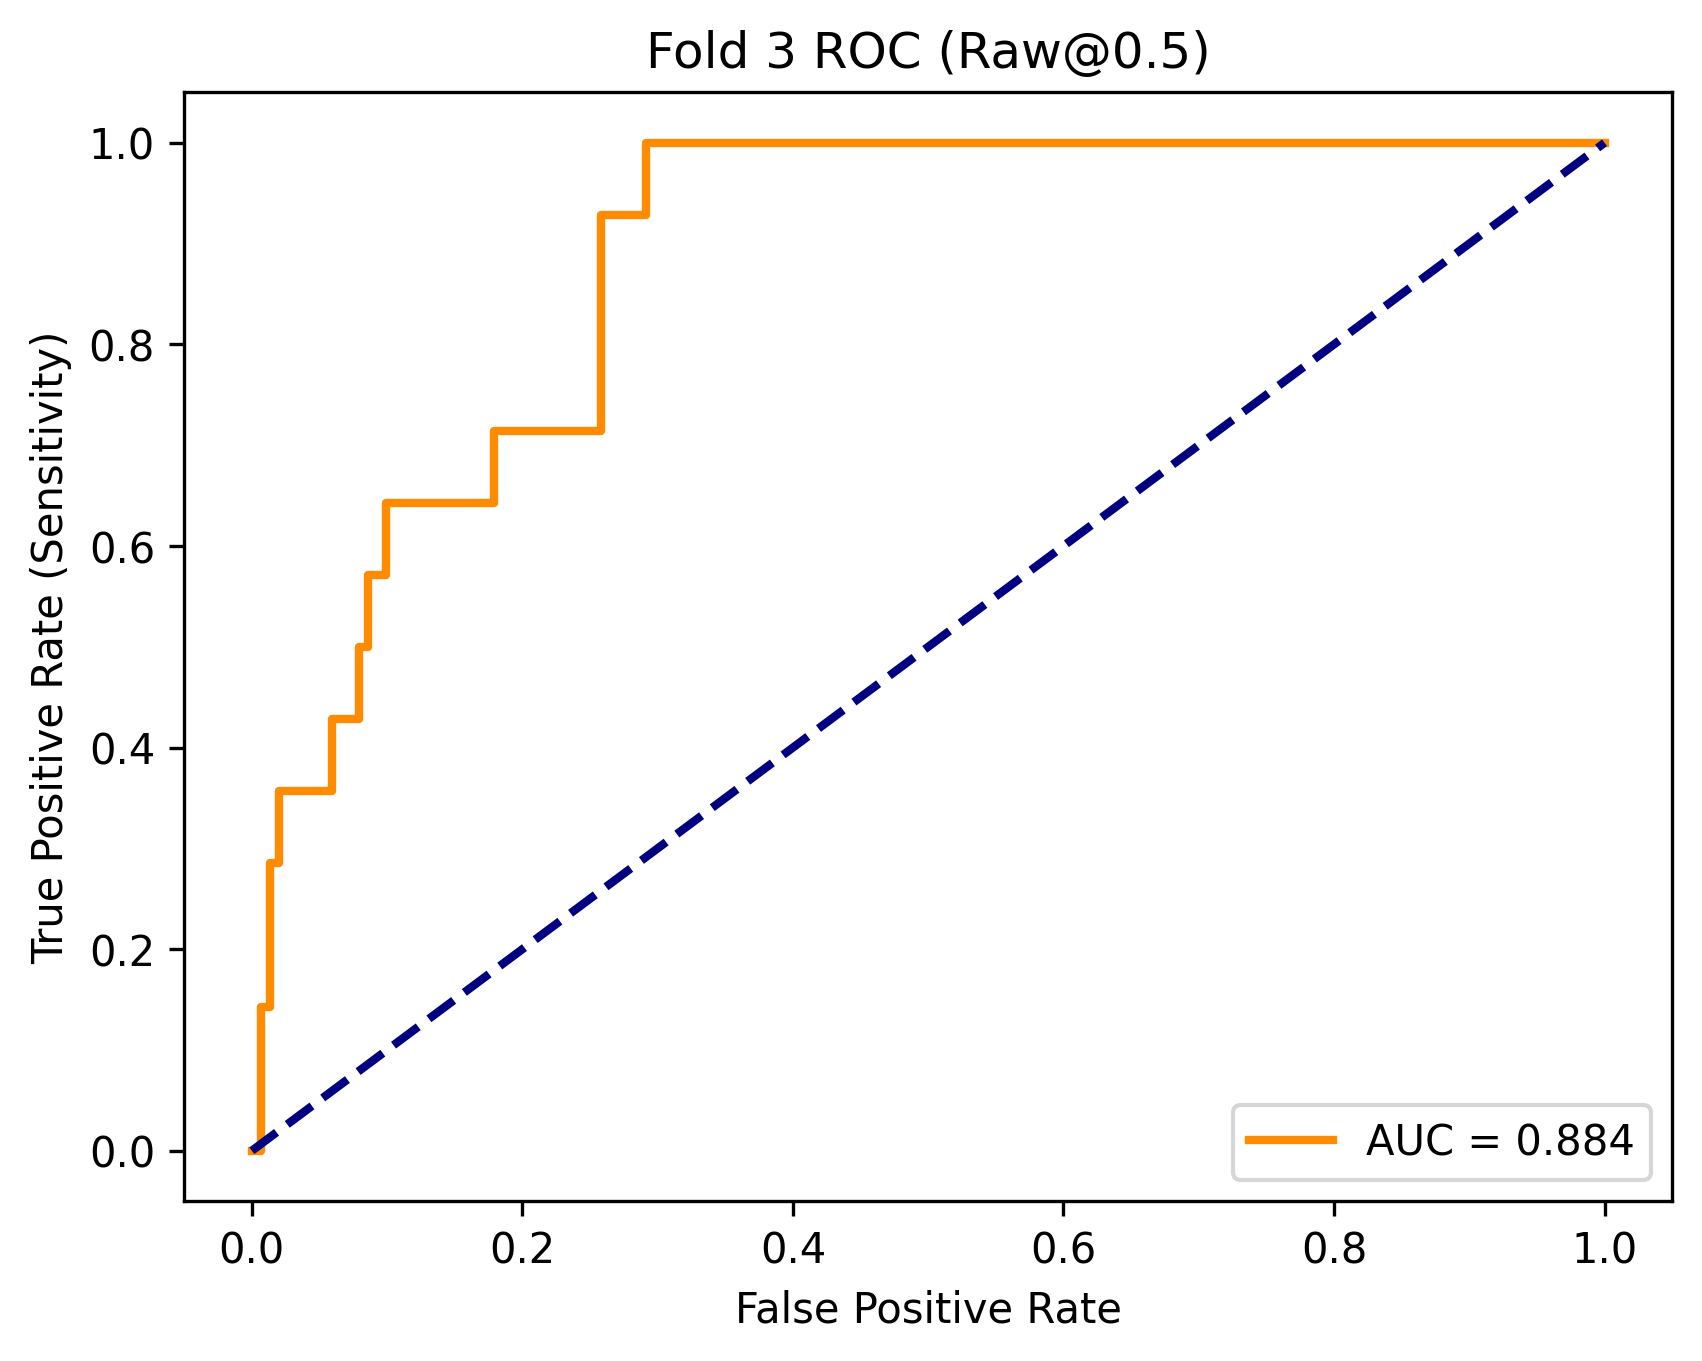 Fold 3 ROC (Raw@0.5)
True Positive Rate (Sensitivity)
1.0
0.8
0.6
0.4
0.2
0.0
AUC = 0.884
0.0 0.2 0.4 0.6 0.8 1.0
False Positive Rate